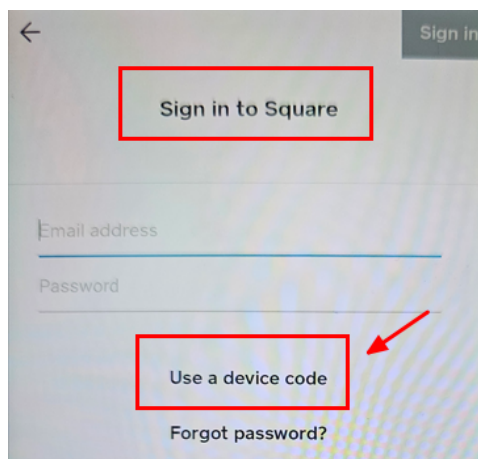 Sign in
Sign in to Square
Email address
Password
Use a device code
Forgot password?